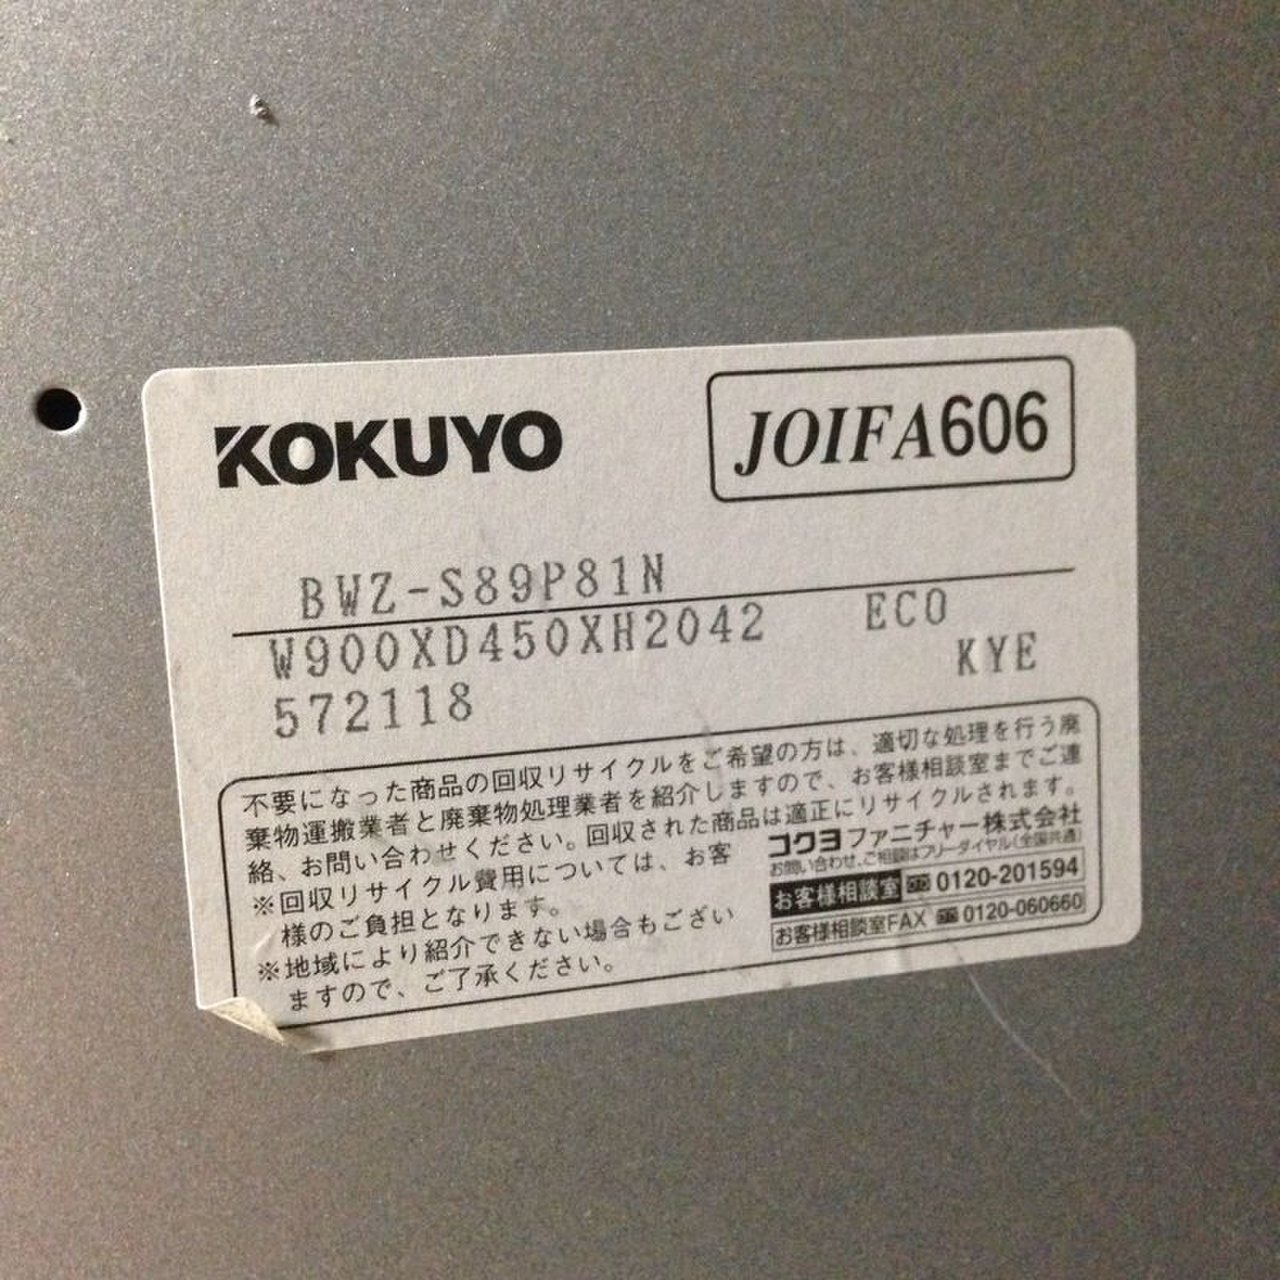 KOKUYO
JOIFA606
BWZ-S89P81N
W900XD450XH2042 ECO
572118 KYE
不要になった商品の回収リサイクルをご希望の方は、適切な処理を行う廃
棄物運搬業者と廃棄物処理業者を紹介しますので、お客様相談室までご連
絡、お問い合わせください。回収された商品は適正にリサイクルされます。
※回収リサイクル費用については、お客
様のご負担となります。
※地域により紹介できない場合もござい
ますので、ご了承ください。
コクヨファニチャー株式会社
お問い合わせ、ご相談はフリーダイヤル(全国共通)
お客様相談室 0120-201594
お客様相談室FAX 0120-060660